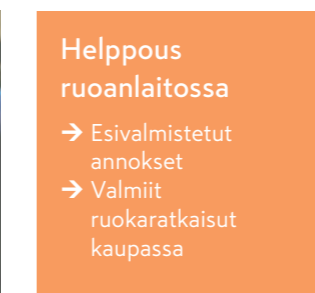 Helppous
ruoanlaitossa
→ Esivalmistetut
annokset
→ Valmiit
ruokaratkaisut
kaupassa